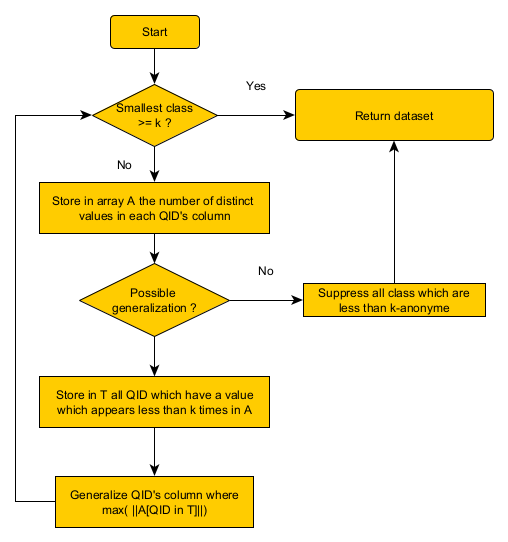 Start
Smallest class
>= k ?
Yes
Return dataset
No
Store in array A the number of distinct
values in each QID's column
Possible
generalization ?
No
Suppress all class which are
less than k-anonyme
Store in T all QID which have a value
which appears less than k times in A
Generalize QID's column where
max( ||A[QID in T]||)